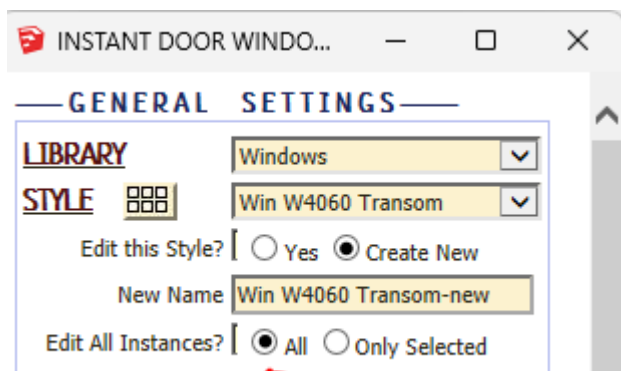 INSTANT DOOR WINDO...
GENERAL SETTINGS
LIBRARY Windows
STYLE Win W4060 Transom
Edit this Style? [ Yes Create New
New Name Win W4060 Transom-new
Edit All Instances? [ All Only Selected